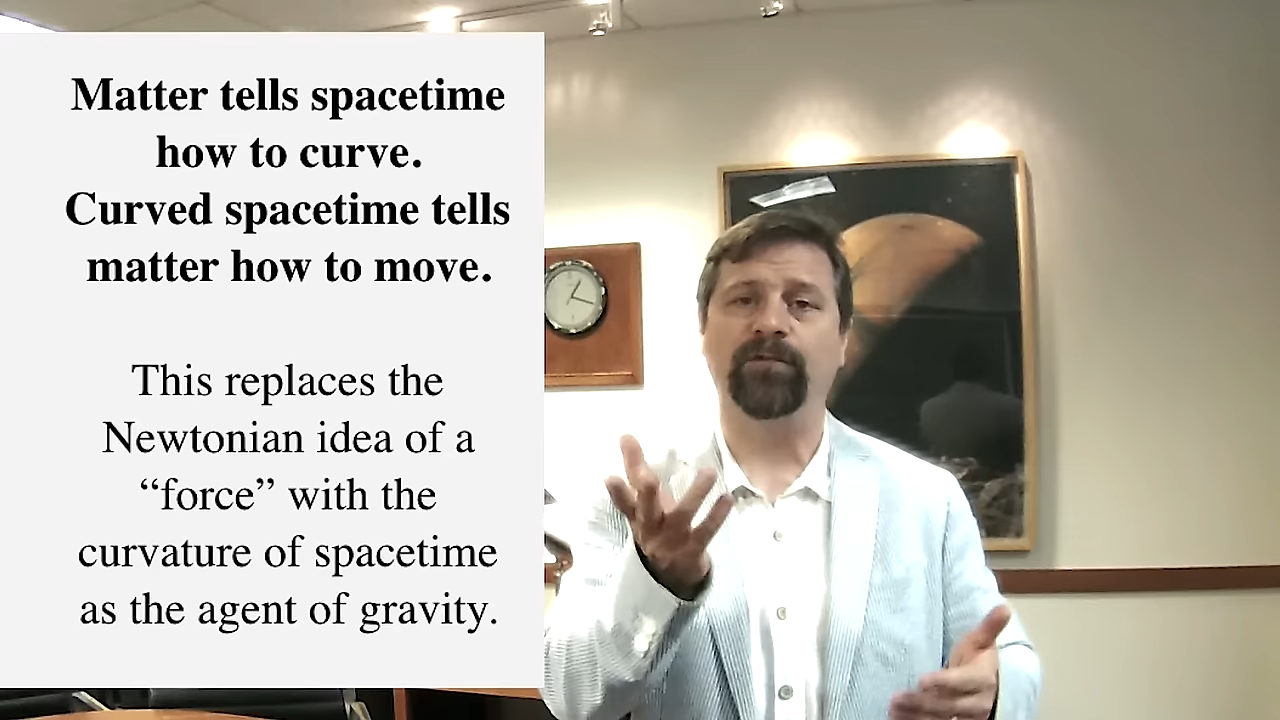 Matter tells spacetime
how to curve.
Curved spacetime tells
matter how to move.
This replaces the
Newtonian idea of a
“force” with the
curvature of spacetime
as the agent of gravity.